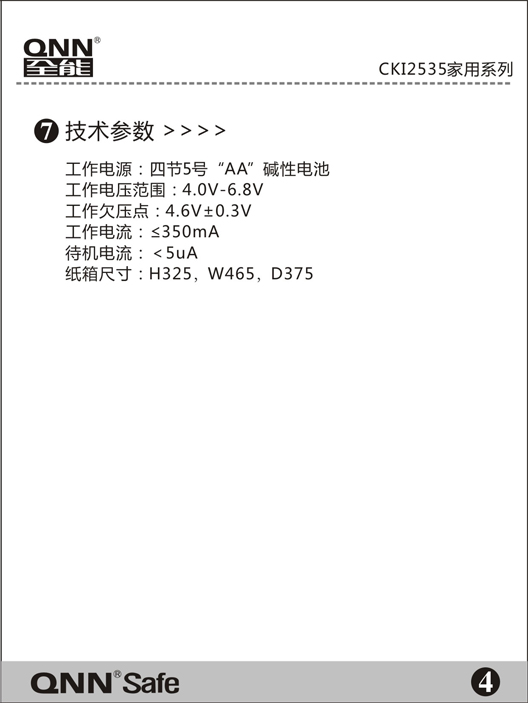 QNN®
全能
CKI2535家用系列
7 技术参数 >>>>
工作电源：四节5号“AA”碱性电池
工作电压范围：4.0V-6.8V
工作欠压点：4.6V±0.3V
工作电流：≤350mA
待机电流：<5uA
纸箱尺寸：H325，W465，D375
QNN® Safe
4